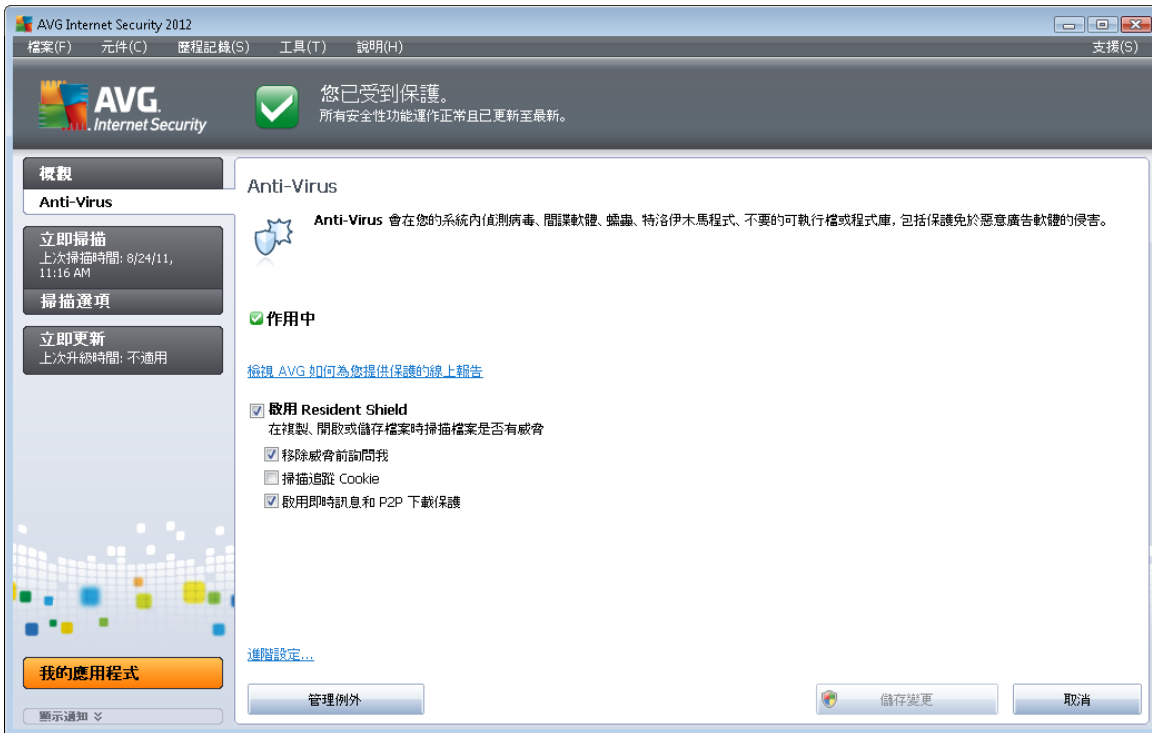 AVG Internet Security 2012
檔案(F) 元件(C) 歷程記錄(S) 工具(T) 說明(H) 支援(S)
AVG.
Internet Security
您已受到保護。
所有安全性功能運作正常且已更新至最新。
概觀
Anti-Virus
立即掃描
上次掃描時間: 8/24/11,
11:16 AM
掃描選項
立即更新
上次升級時間: 不適用
我的應用程式
顯示通知
Anti-Virus
Anti-Virus 會在您的系統內偵測病毒、間諜軟體、蠕蟲、特洛伊木馬程式、不要的可執行檔或程式庫, 包括保護免於惡意廣告軟體的侵害。
作用中
檢視 AVG 如何為您提供保護的線上報告
啟用 Resident Shield
在複製、開啟或儲存檔案時掃描檔案是否有威脅
移除威脅前詢問我
掃描追蹤 Cookie
啟用即時訊息和 P2P 下載保護
進階設定...
管理例外
儲存變更
取消